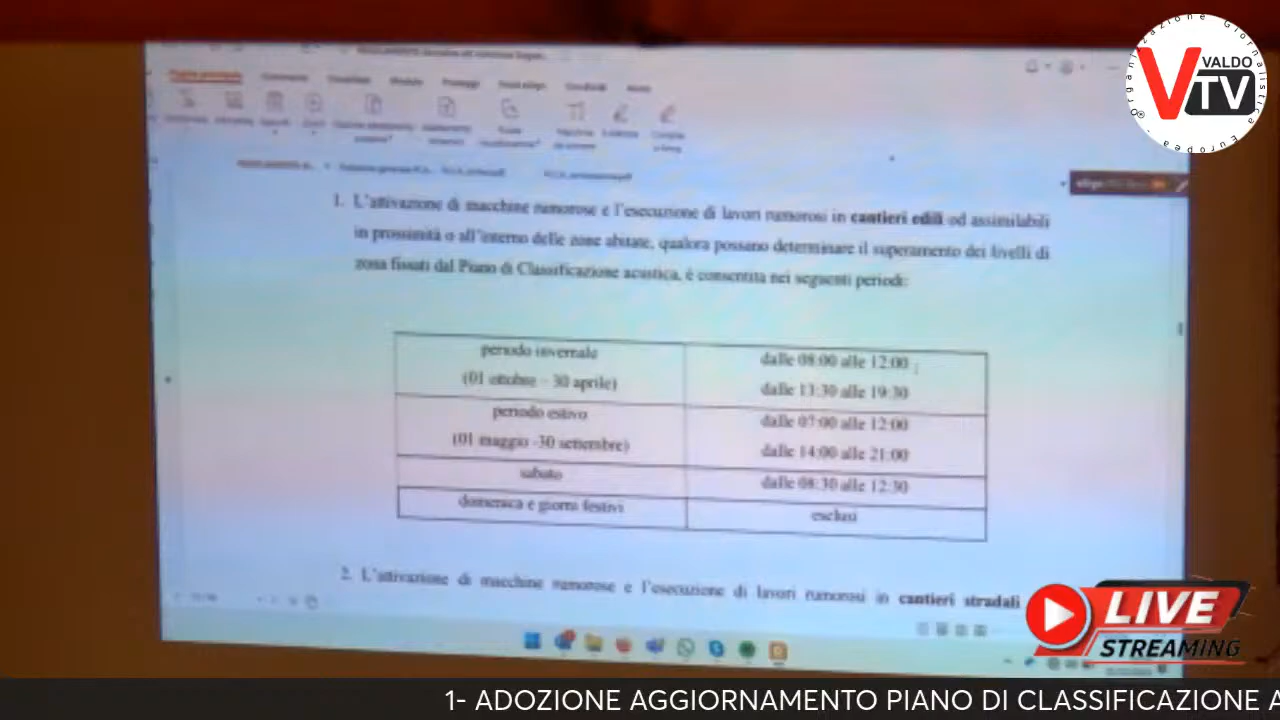 Organizzazione Giornalistica Europea
VALDO
V TV
1. L'attivazione di macchine rumorose e l'esecuzione di lavori rumorosi in cantieri edili od assimilabili
in prossimità o all'interno delle zone abitate, qualora possano determinare il superamento dei livelli di
zona fissati dal Piano di Classificazione acustica, è consentita nei seguenti periodi:
periodo invernale
(01 ottobre – 30 aprile)
dalle 08:00 alle 12:00
dalle 13:30 alle 19:30
periodo estivo
(01 maggio -30 settembre)
dalle 07:00 alle 12:00
dalle 14:00 alle 21:00
sabato
dalle 08:30 alle 12:30
domenica e giorni festivi
esclusi
2. L'attivazione di macchine rumorose e l'esecuzione di lavori rumorosi in cantieri stradali
LIVE
STREAMING
1- ADOZIONE AGGIORNAMENTO PIANO DI CLASSIFICAZIONE A